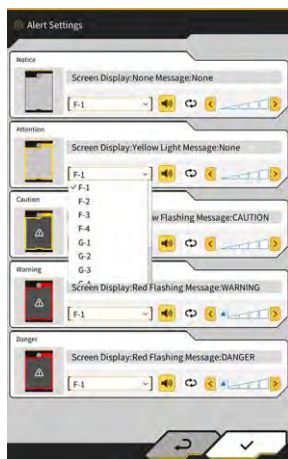 Alert Settings
Notice
Screen Display:None Message:None
[ F-1 ]
Attention
Screen Display:Yellow Light Message:None
[ F-1 ]
✓ F-1
F-2
F-3
F-4
G-1
G-2
G-3
Caution
w Flashing Message:CAUTION
Warning
Screen Display:Red Flashing Message:WARNING
[ F-1 ]
Danger
Screen Display:Red Flashing Message:DANGER
[ F-1 ]